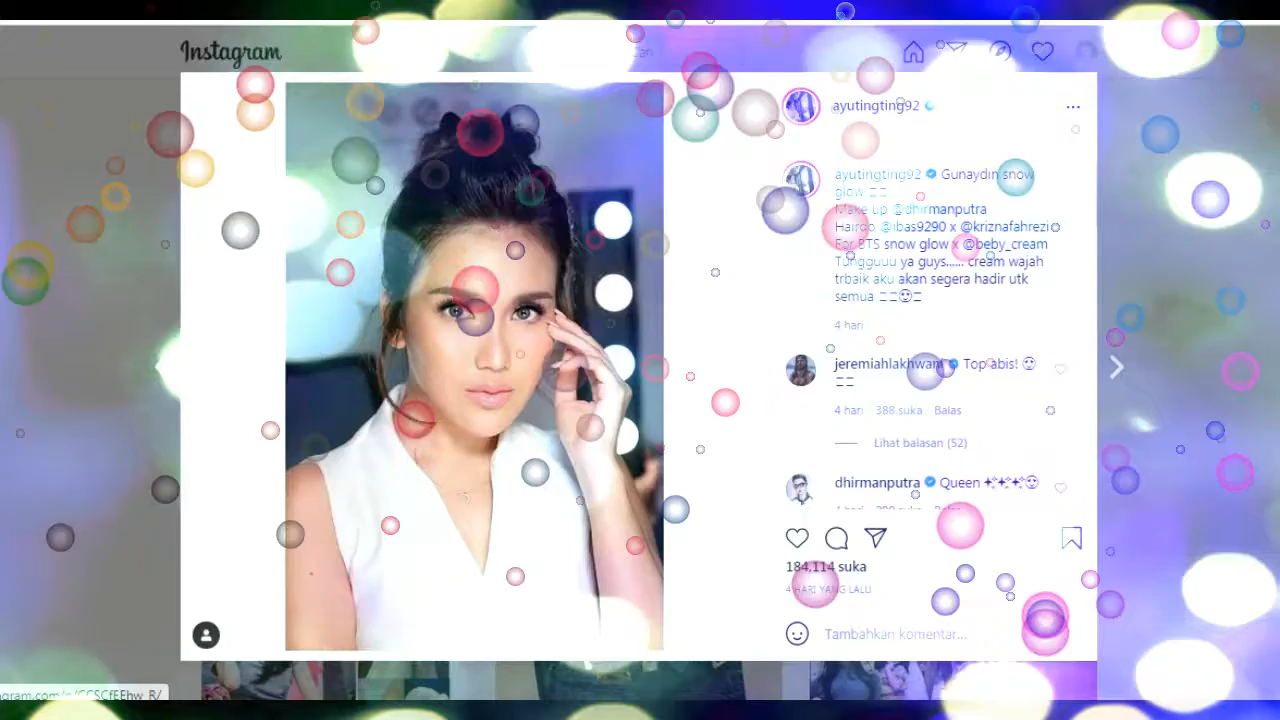 Instagram
Cari
ayutingting92
ayutingting92 Gunaydın snow
glow
Make up @dhirmanputra
Hairdo @ibas9290 x @kriznafahrezi
For BTS snow glow x @beby_cream
Tungguuu ya guys...... cream wajah
trbaik aku akan segera hadir utk
semua
4 hari
jeremiahlakhwani Top abis!
4 hari 388 suka Balas
Lihat balasan (52)
dhirmanputra Queen
184,114 suka
4 HARI YANG LALU
Tambahkan komentar...